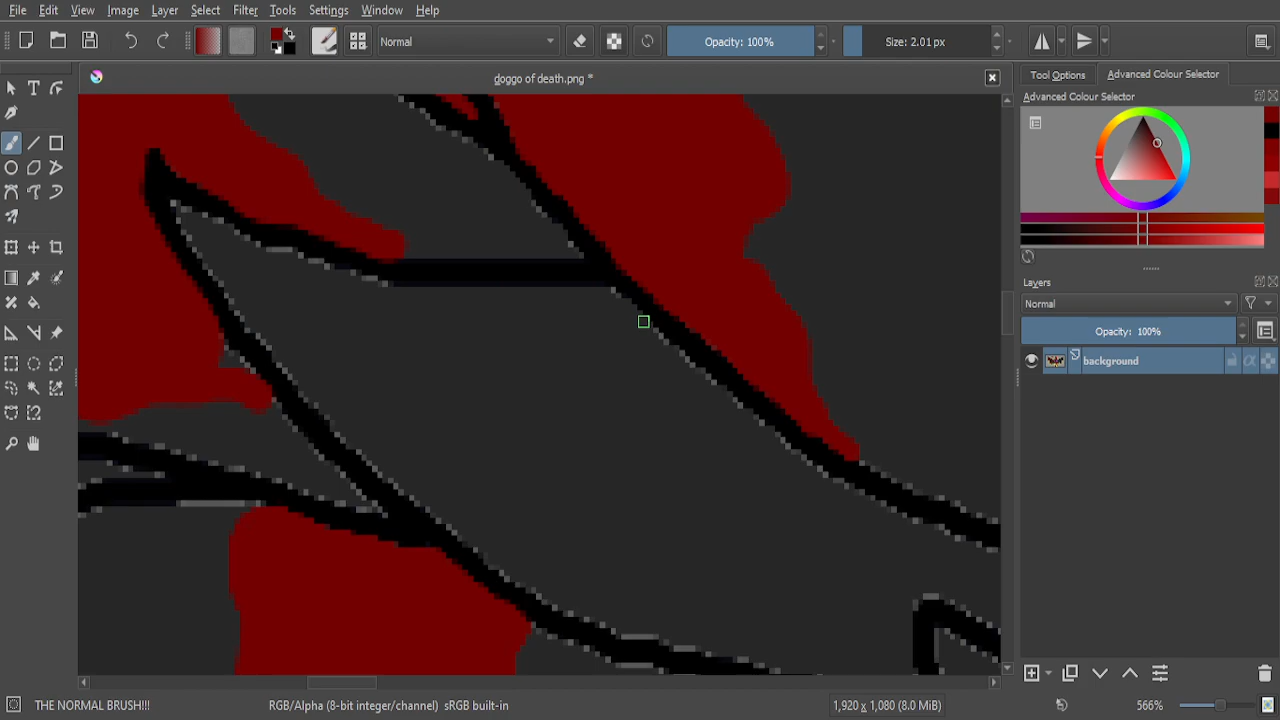 File Edit View Image Layer Select Filter Tools Settings Window Help
Normal Opacity: 100% Size: 2.01 px
doggo of death.png *
Tool Options Advanced Colour Selector
Advanced Colour Selector
Layers
Normal
Opacity: 100%
background
THE NORMAL BRUSH!!! RGB/Alpha (8-bit integer/channel) sRGB built-in 1,920 x 1,080 (8.0 MiB) 566%